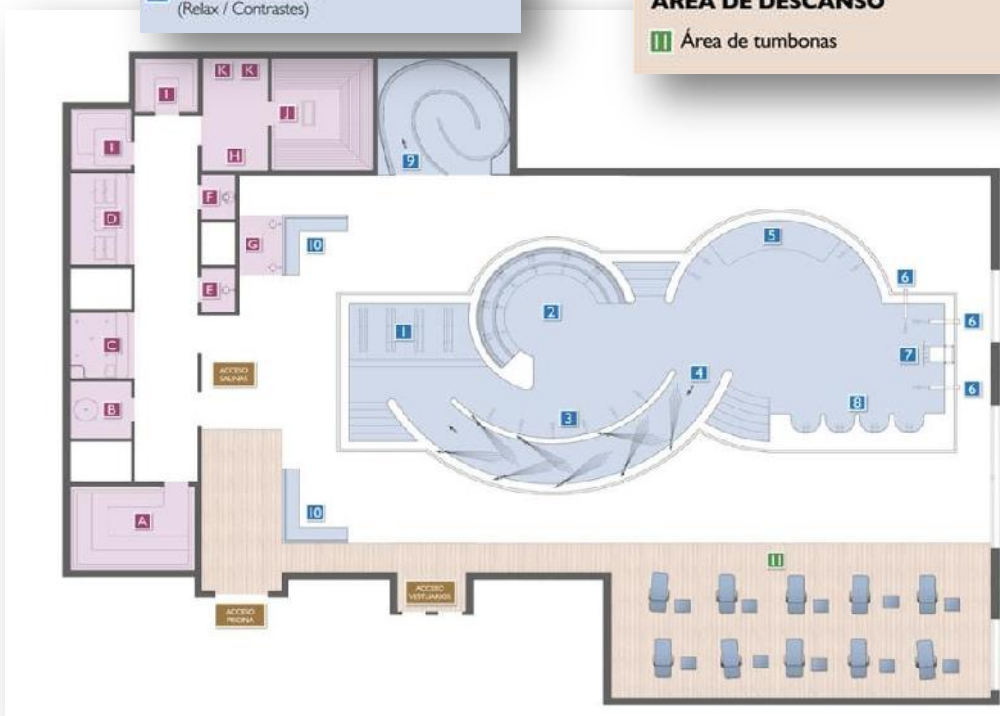 (Relax / Contrastes)
ÁREA DE DESCANSO
11 Área de tumbonas
I
K K
J
I
H
9
D
F
G
10
5
E
2
6
1
6
C
7
4
ACCESO
SAUNAS
6
B
3
8
10
A
11
ACCESO
VESTUARIOS
ACCESO
PISCINA